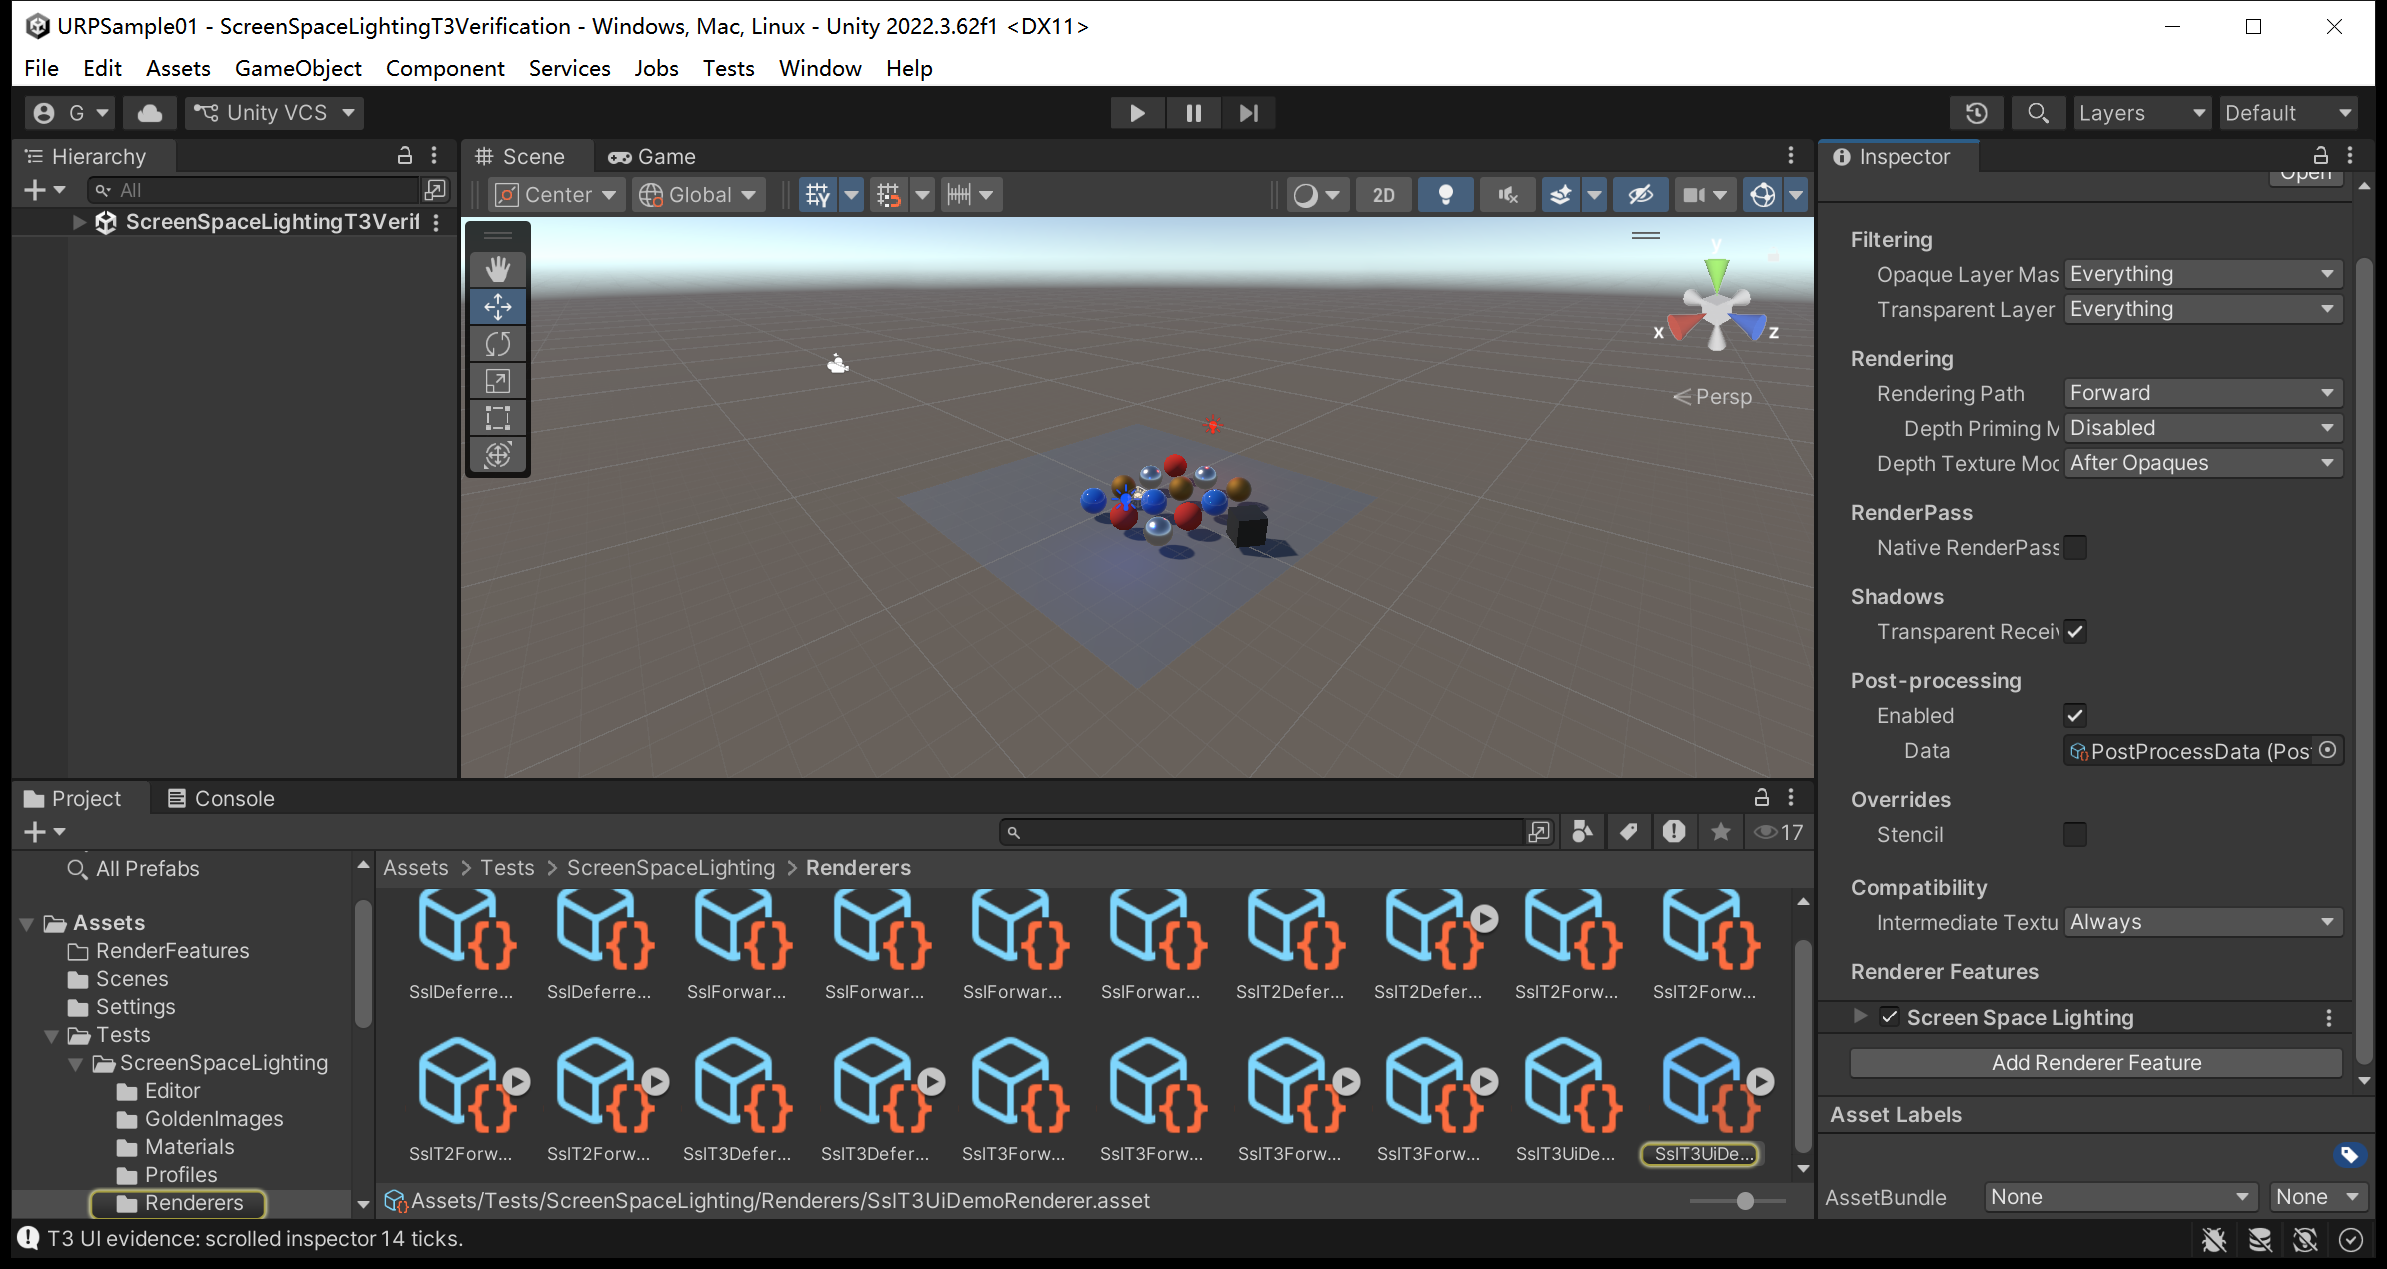 URPSample01 - ScreenSpaceLightingT3Verification - Windows, Mac, Linux - Unity 2022.3.62f1 <DX11>
File Edit Assets GameObject Component Services Jobs Tests Window Help
G Unity VCS Layers Default
Hierarchy
All
ScreenSpaceLightingT3Verif
Scene Game
Center Global 2D
y
x z
Persp
Inspector
Open
Filtering
Opaque Layer Mas Everything
Transparent Layer Everything
Rendering
Rendering Path Forward
Depth Priming M Disabled
Depth Texture Moc After Opaques
RenderPass
Native RenderPass
Shadows
Transparent Receiv
Post-processing
Enabled
Data PostProcessData (Pos
Overrides
Stencil
Compatibility
Intermediate Textu Always
Renderer Features
Screen Space Lighting
Add Renderer Feature
Asset Labels
AssetBundle None None
Project Console
17
All Prefabs
Assets
RenderFeatures
Scenes
Settings
Tests
ScreenSpaceLighting
Editor
GoldenImages
Materials
Profiles
Renderers
Assets > Tests > ScreenSpaceLighting > Renderers
SslDeferre... SslDeferre... SslForwar... SslForwar... SslForwar... SslForwar... SslT2Defer... SslT2Defer... SslT2Forw... SslT2Forw...
SslT2Forw... SslT2Forw... SslT3Defer... SslT3Defer... SslT3Forw... SslT3Forw... SslT3Forw... SslT3Forw... SslT3UiDe... SslT3UiDe...
Assets/Tests/ScreenSpaceLighting/Renderers/SslT3UiDemoRenderer.asset
T3 UI evidence: scrolled inspector 14 ticks.